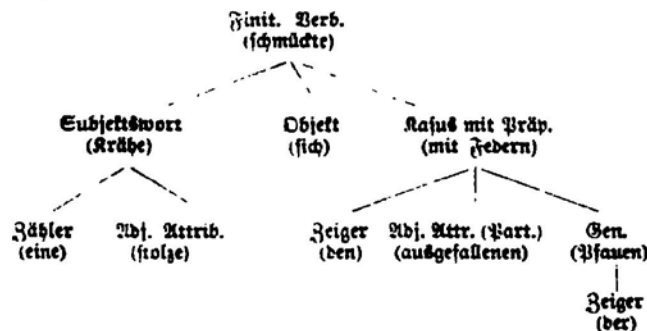 Finit. Verb.
(schmückte)
Subjektswort Objekt Kasus mit Präp.
(Krähe) (sich) (mit Federn)
Zähler Adj. Attrib. Zeiger Adj. Attr. (Part.) Gen.
(eine) (stolze) (den) (ausgefallenen) (Pfauen)
Zeiger
(der)